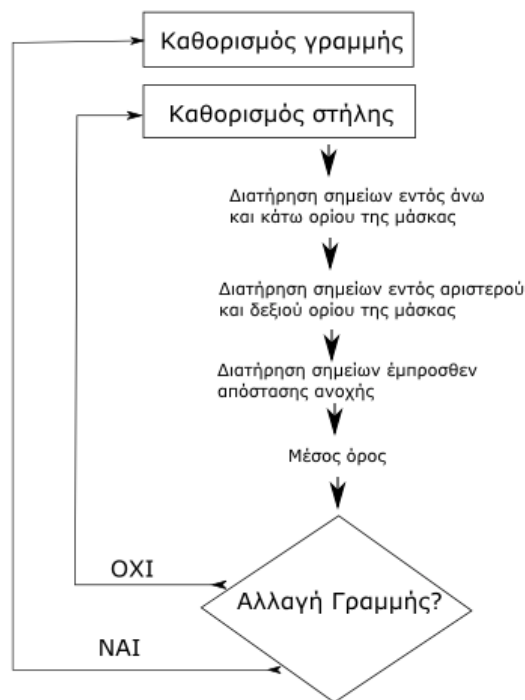 Καθορισμός γραμμής
Καθορισμός στήλης
Διατήρηση σημείων εντός άνω
και κάτω ορίου της μάσκας
Διατήρηση σημείων εντός αριστερού
και δεξιού ορίου της μάσκας
Διατήρηση σημείων έμπροσθεν
απόστασης ανοχής
Μέσος όρος
ΟΧΙ
Αλλαγή Γραμμής?
ΝΑΙ